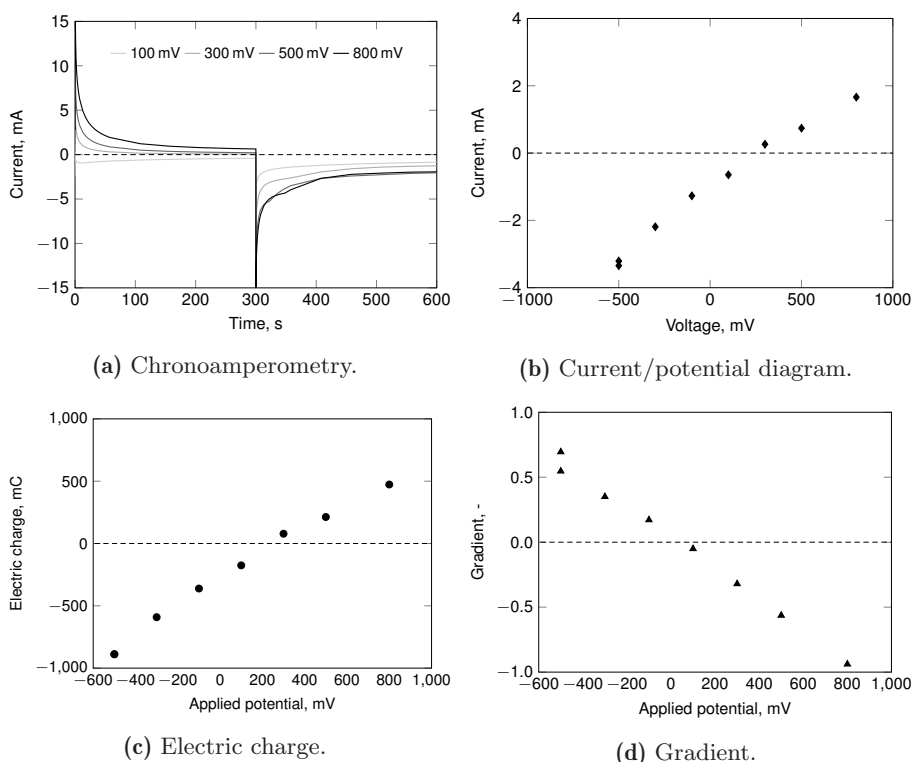 15
10
5
0
−5
−10
−15
0 100 200 300 400 500 600
Current, mA
Time, s
100 mV 300 mV 500 mV 800 mV
(a) Chronoamperometry.
4
2
0
−2
−4
−1000 −500 0 500 1000
Current, mA
Voltage, mV
(b) Current/potential diagram.
1,000
500
0
−500
−1,000
−600 −400 −200 0 200 400 600 800 1,000
Electric charge, mC
Applied potential, mV
(c) Electric charge.
1.0
0.5
0.0
−0.5
−1.0
−600 −400 −200 0 200 400 600 800 1,000
Gradient, -
Applied potential, mV
(d) Gradient.